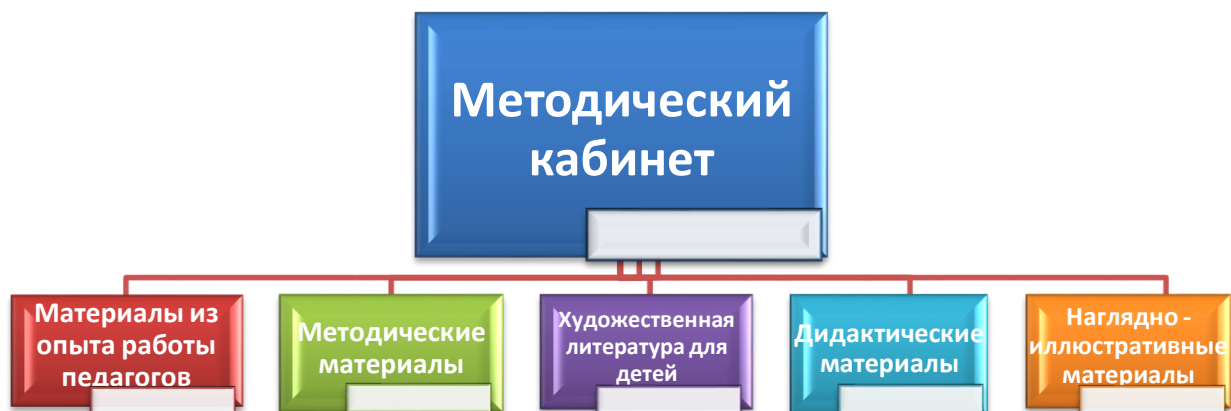 Методический
кабинет
Материалы из
опыта работы
педагогов
Методические
материалы
Художественная
литература для
детей
Дидактические
материалы
Наглядно -
иллюстративные
материалы